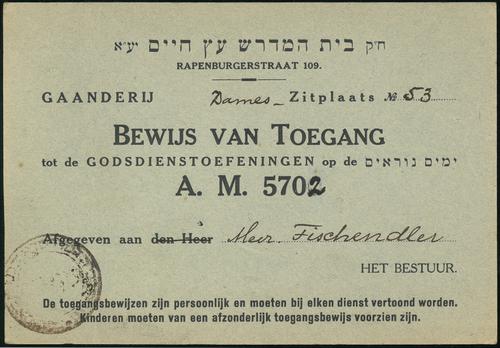 ח״ק בית המדרש עץ חיים יע״א
RAPENBURGERSTRAAT 109.
GAANDERIJ Dames- Zitplaats № 53
BEWIJS VAN TOEGANG
tot de GODSDIENSTOEFENINGEN op de ימים נוראים
A. M. 5702
Afgegeven aan den Heer Mevr. Fischendler
HET BESTUUR.
De toegangsbewijzen zijn persoonlijk en moeten bij elken dienst vertoond worden.
Kinderen moeten van een afzonderlijk toegangsbewijs voorzien zijn.